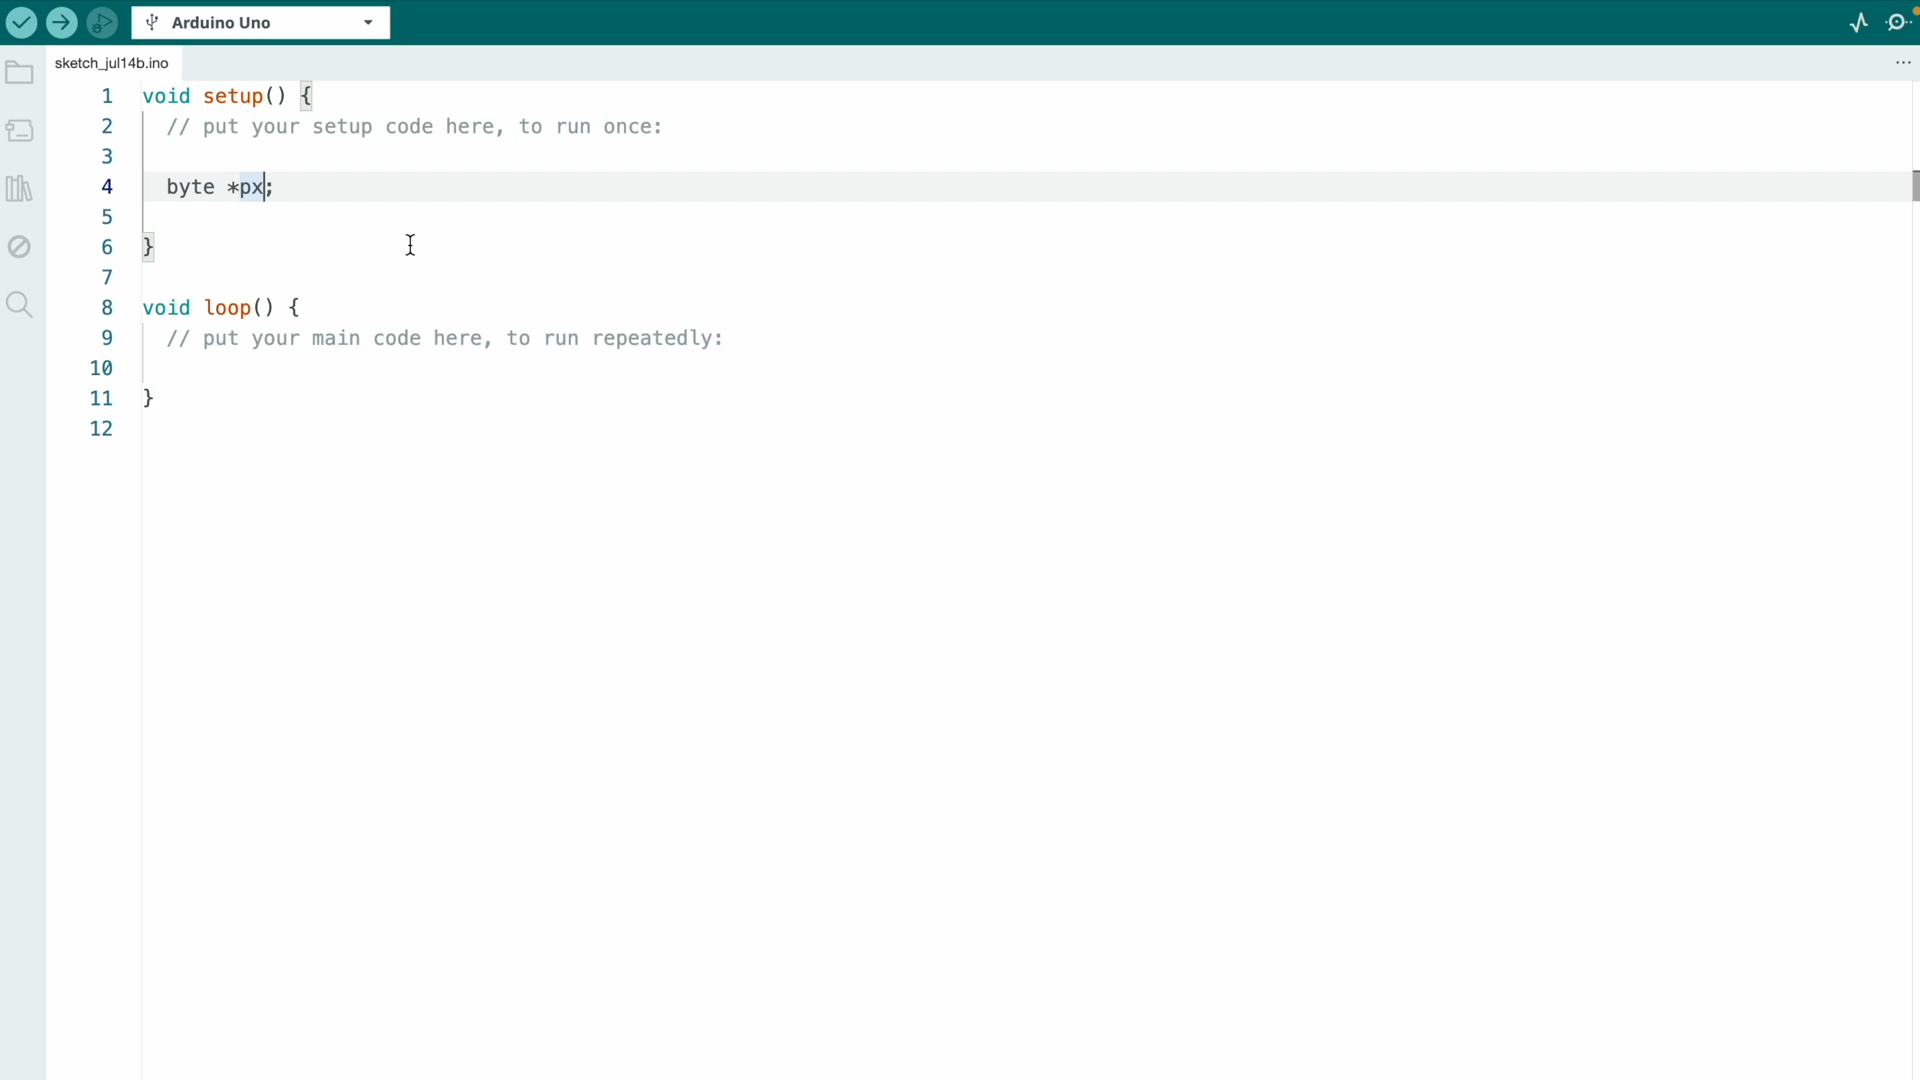 Arduino Uno
sketch_jul14b.ino
...
1 void setup() {
2 // put your setup code here, to run once:
3
4 byte *px;
5
6 }
7
8 void loop() {
9 // put your main code here, to run repeatedly:
10
11 }
12